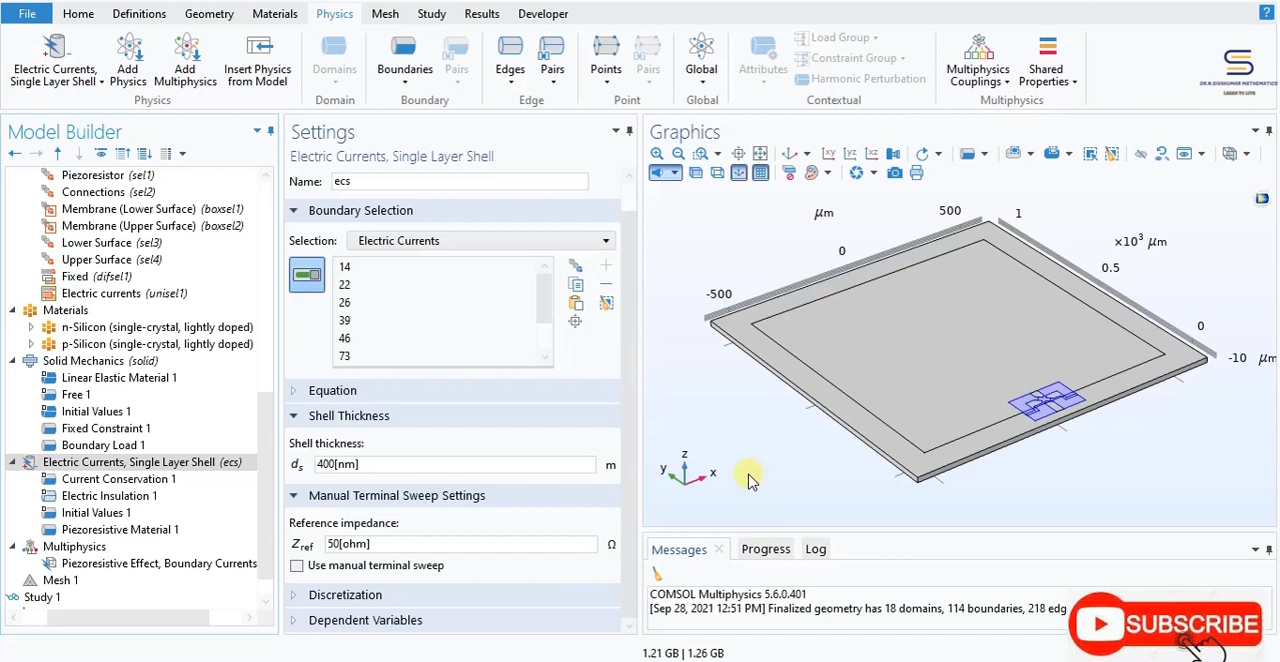 File Home Definitions Geometry Materials Physics Mesh Study Results Developer ?
Electric Currents, Single Layer Shell
Add Physics
Add Multiphysics
Insert Physics from Model
Domains
Boundaries
Pairs
Edges
Pairs
Points
Pairs
Global
Attributes
Load Group
Constraint Group
Harmonic Perturbation
Multiphysics Couplings
Shared Properties
Physics Domain Boundary Edge Point Global Contextual Multiphysics
DR.N.SIVAKUMAR MATHEMATICS
LEARN TO LIVE
Model Builder
Piezoresistor (sel1)
Connections (sel2)
Membrane (Lower Surface) (boxsel1)
Membrane (Upper Surface) (boxsel2)
Lower Surface (sel3)
Upper Surface (sel4)
Fixed (difsel1)
Electric currents (unisel1)
Materials
n-Silicon (single-crystal, lightly doped)
p-Silicon (single-crystal, lightly doped)
Solid Mechanics (solid)
Linear Elastic Material 1
Free 1
Initial Values 1
Fixed Constraint 1
Boundary Load 1
Electric Currents, Single Layer Shell (ecs)
Current Conservation 1
Electric Insulation 1
Initial Values 1
Piezoresistive Material 1
Multiphysics
Piezoresistive Effect, Boundary Currents
Mesh 1
Study 1
Settings
Electric Currents, Single Layer Shell
Name: ecs
Boundary Selection
Selection: Electric Currents
14
22
26
39
46
73
Equation
Shell Thickness
Shell thickness:
ds 400[nm] m
Manual Terminal Sweep Settings
Reference impedance:
Zref 50[ohm] Ω
Use manual terminal sweep
Discretization
Dependent Variables
Graphics
xy yz xz
μm 500 1
×10³ μm
0 0.5
-500
0
-10 μm
z
y x
Messages Progress Log
COMSOL Multiphysics 5.6.0.401
[Sep 28, 2021 12:51 PM] Finalized geometry has 18 domains, 114 boundaries, 218 edg
SUBSCRIBE
1.21 GB | 1.26 GB